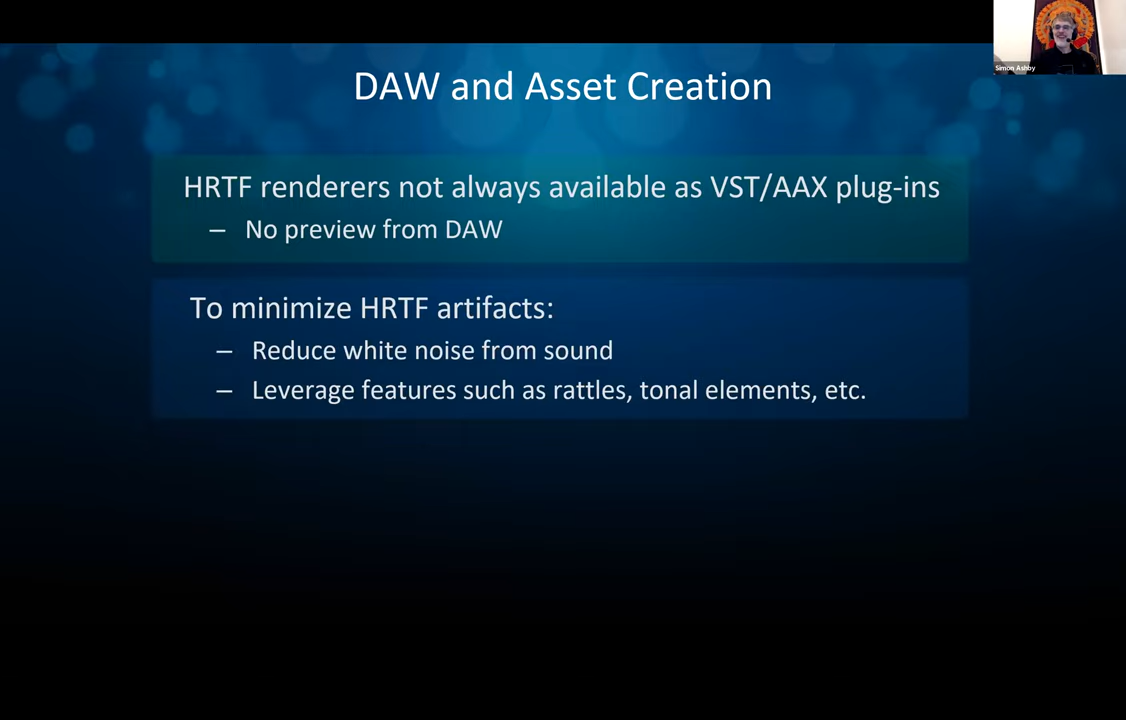 DAW and Asset Creation
HRTF renderers not always available as VST/AAX plug-ins
– No preview from DAW
To minimize HRTF artifacts:
– Reduce white noise from sound
– Leverage features such as rattles, tonal elements, etc.
Simon Ashby